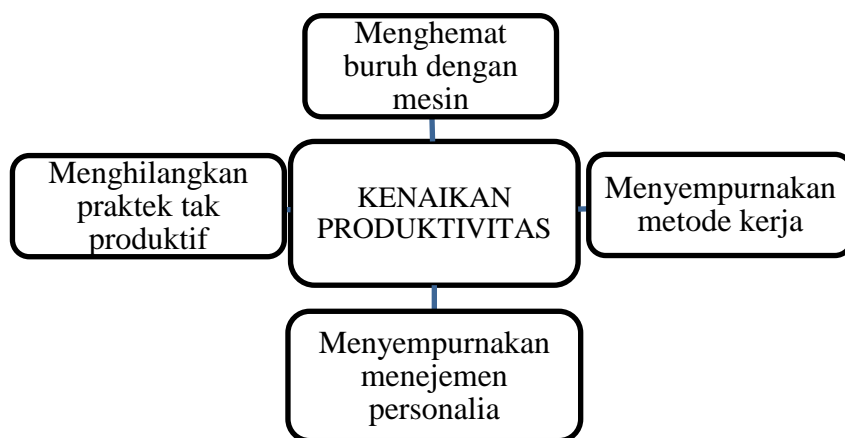 Menghemat
buruh dengan
mesin
Menghilangkan
praktek tak
produktif
KENAIKAN
PRODUKTIVITAS
Menyempurnakan
metode kerja
Menyempurnakan
menejemen
personalia